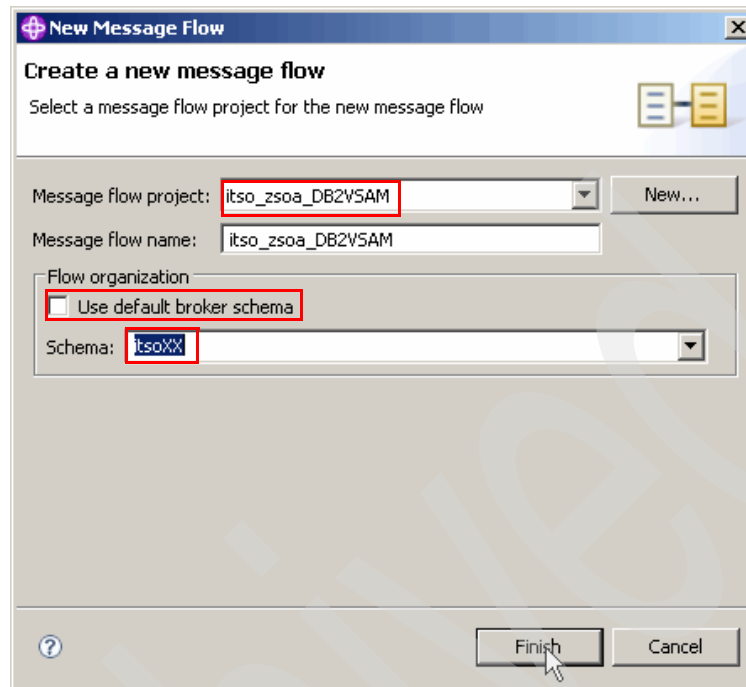 New Message Flow
Create a new message flow
Select a message flow project for the new message flow
Message flow project: itso_zsoa_DB2VSAM New...
Message flow name: itso_zsoa_DB2VSAM
Flow organization
Use default broker schema
Schema: itsoXX
Finish Cancel